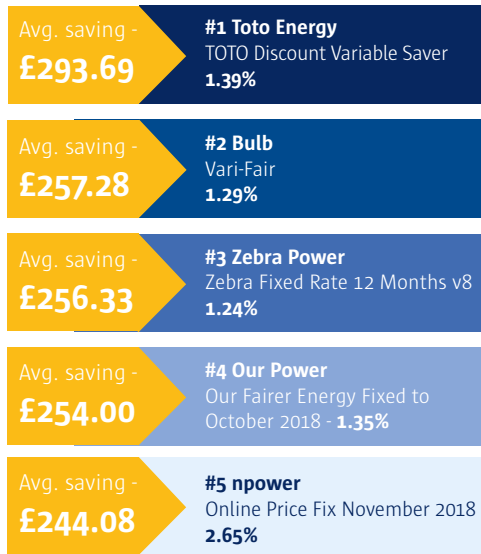 Avg. saving -
£293.69
#1 Toto Energy
TOTO Discount Variable Saver
1.39%
Avg. saving -
£257.28
#2 Bulb
Vari-Fair
1.29%
Avg. saving -
£256.33
#3 Zebra Power
Zebra Fixed Rate 12 Months v8
1.24%
Avg. saving -
£254.00
#4 Our Power
Our Fairer Energy Fixed to
October 2018 - 1.35%
Avg. saving -
£244.08
#5 npower
Online Price Fix November 2018
2.65%